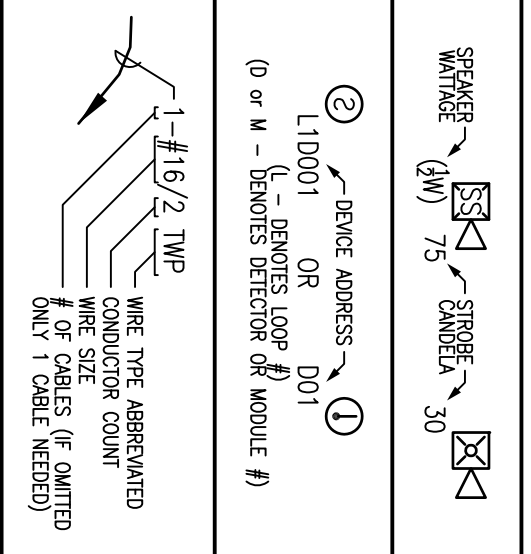 SPEAKER
WATTAGE
SS
(½W)
75
STROBE
CANDELA
30
2
DEVICE ADDRESS
L1D001 OR D01
(L - DENOTES LOOP #)
(D or M - DENOTES DETECTOR OR MODULE #)
1-#16/2 TWP
WIRE TYPE ABBREVIATED
CONDUCTOR COUNT
WIRE SIZE
# OF CABLES (IF OMITTED
ONLY 1 CABLE NEEDED)